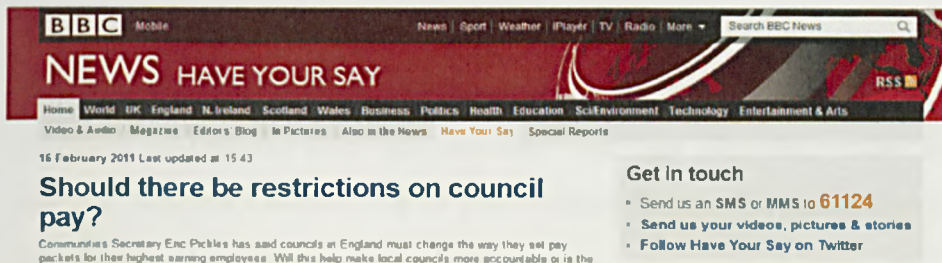 BBC Mobile News Sport Weather iPlayer TV Radio More Search BBC News
NEWS HAVE YOUR SAY
RSS
Home World UK England N.Ireland Scotland Wales Business Politics Health Education Sci/Environment Technology Entertainment & Arts
Video & Audio Magazine Editors' Blog In Pictures Also in the News Have Your Say Special Reports
16 February 2011 Last updated at 15:43
Should there be restrictions on council
pay?
Communities Secretary Eric Pickles has said councils in England must change the way they set pay
packets for their highest earning employees. Will this help make local councils more accountable or is the
Get in touch
Send us an SMS or MMS to 61124
Send us your videos, pictures & stories
Follow Have Your Say on Twitter